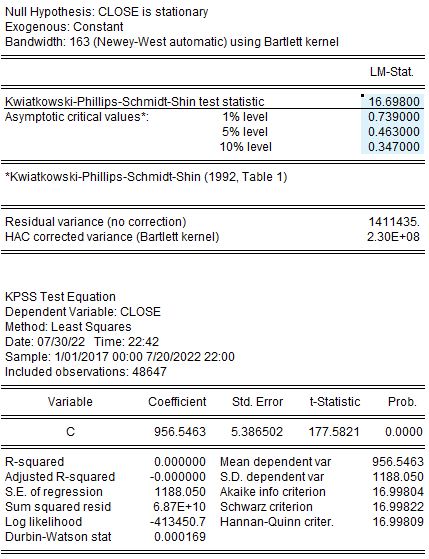 Null Hypothesis: CLOSE is stationary
Exogenous: Constant
Bandwidth: 163 (Newey-West automatic) using Bartlett kernel
LM-Stat.
Kwiatkowski-Phillips-Schmidt-Shin test statistic 16.69800
Asymptotic critical values*: 1% level 0.739000
5% level 0.463000
10% level 0.347000
*Kwiatkowski-Phillips-Schmidt-Shin (1992, Table 1)
Residual variance (no correction) 1411435.
HAC corrected variance (Bartlett kernel) 2.30E+08
KPSS Test Equation
Dependent Variable: CLOSE
Method: Least Squares
Date: 07/30/22 Time: 22:42
Sample: 1/01/2017 00:00 7/20/2022 22:00
Included observations: 48647
Variable Coefficient Std. Error t-Statistic Prob.
C 956.5463 5.386502 177.5821 0.0000
R-squared 0.000000 Mean dependent var 956.5463
Adjusted R-squared -0.000000 S.D. dependent var 1188.050
S.E. of regression 1188.050 Akaike info criterion 16.99804
Sum squared resid 6.87E+10 Schwarz criterion 16.99822
Log likelihood -413450.7 Hannan-Quinn criter. 16.99809
Durbin-Watson stat 0.000169